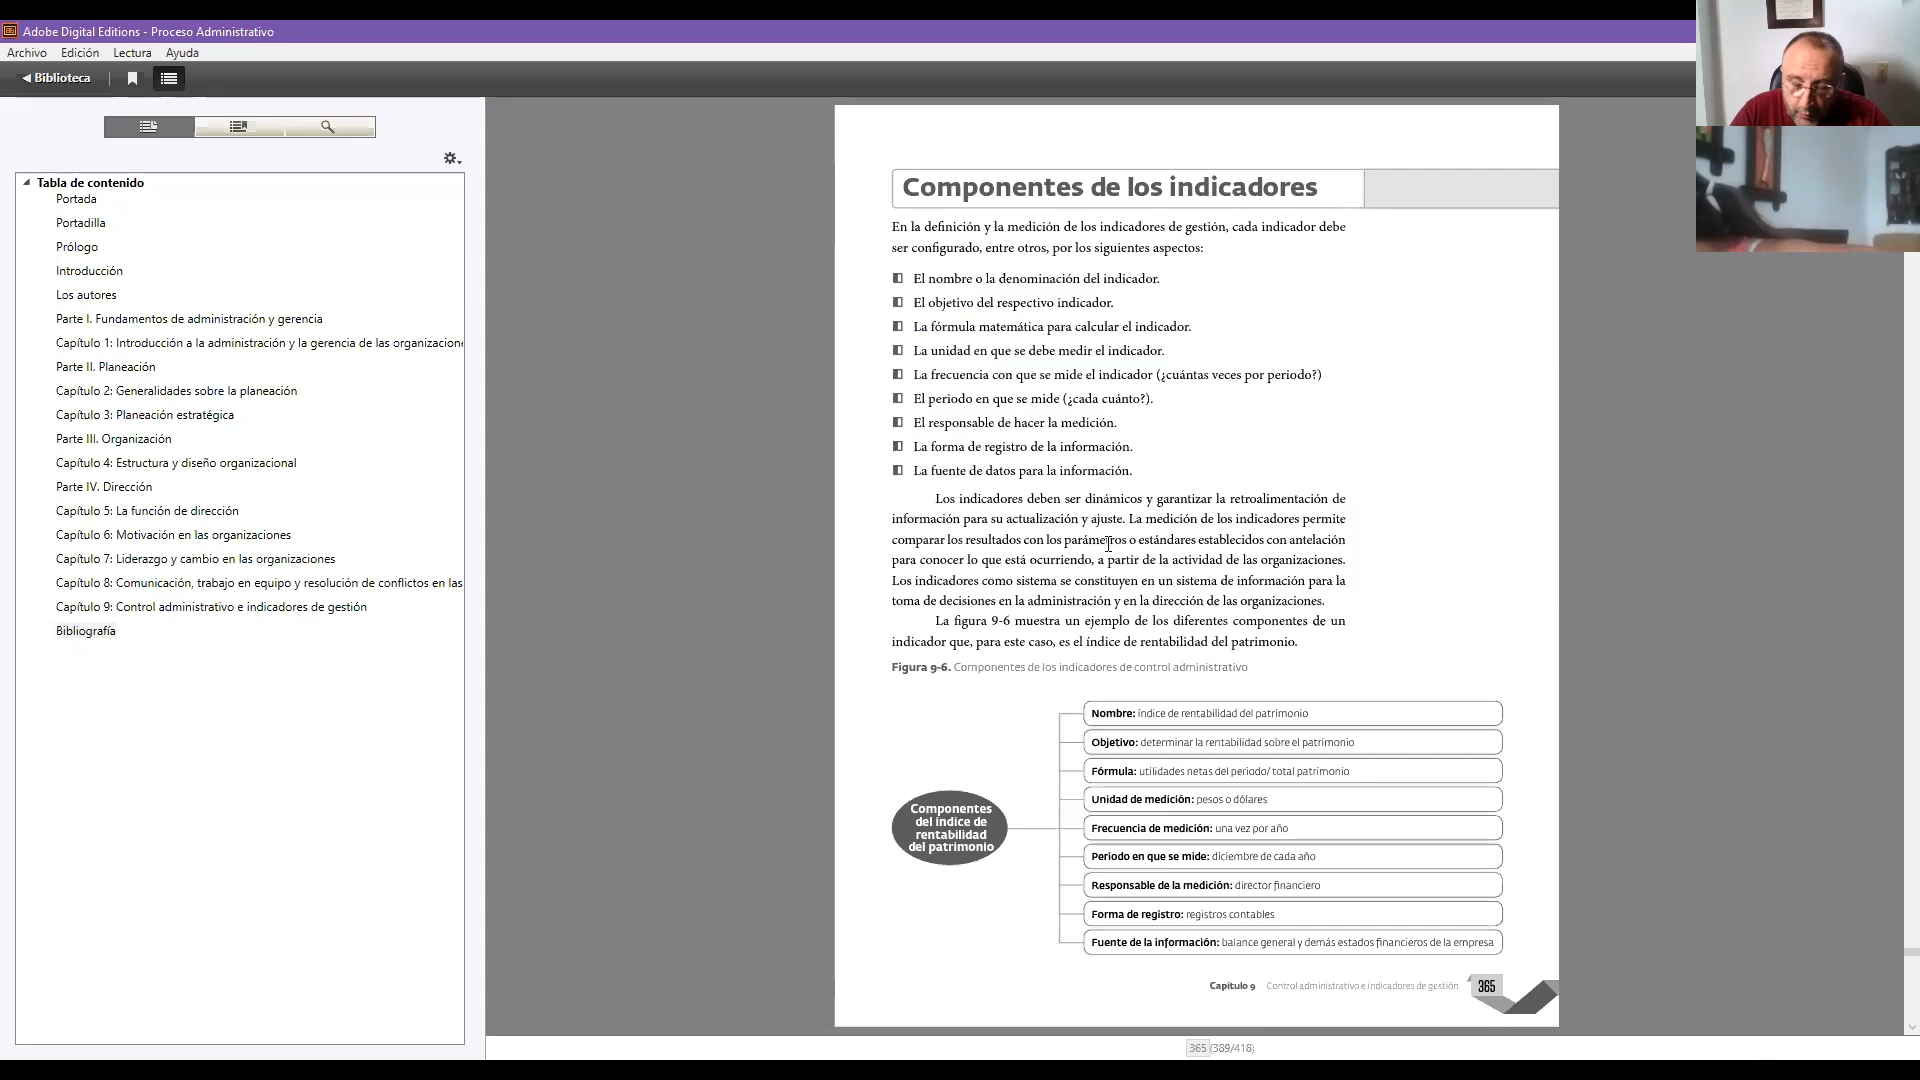 Adobe Digital Editions - Proceso Administrativo
Archivo Edición Lectura Ayuda
Biblioteca
Tabla de contenido
Portada
Portadilla
Prólogo
Introducción
Los autores
Parte I. Fundamentos de administración y gerencia
Capítulo 1: Introducción a la administración y la gerencia de las organizacione
Parte II. Planeación
Capítulo 2: Generalidades sobre la planeación
Capítulo 3: Planeación estratégica
Parte III. Organización
Capítulo 4: Estructura y diseño organizacional
Parte IV. Dirección
Capítulo 5: La función de dirección
Capítulo 6: Motivación en las organizaciones
Capítulo 7: Liderazgo y cambio en las organizaciones
Capítulo 8: Comunicación, trabajo en equipo y resolución de conflictos en las
Capítulo 9: Control administrativo e indicadores de gestión
Bibliografía
Componentes de los indicadores
En la definición y la medición de los indicadores de gestión, cada indicador debe
ser configurado, entre otros, por los siguientes aspectos:
El nombre o la denominación del indicador.
El objetivo del respectivo indicador.
La fórmula matemática para calcular el indicador.
La unidad en que se debe medir el indicador.
La frecuencia con que se mide el indicador (¿cuántas veces por periodo?)
El periodo en que se mide (¿cada cuánto?).
El responsable de hacer la medición.
La forma de registro de la información.
La fuente de datos para la información.
Los indicadores deben ser dinámicos y garantizar la retroalimentación de
información para su actualización y ajuste. La medición de los indicadores permite
comparar los resultados con los parámetros o estándares establecidos con antelación
para conocer lo que está ocurriendo, a partir de la actividad de las organizaciones.
Los indicadores como sistema se constituyen en un sistema de información para la
toma de decisiones en la administración y en la dirección de las organizaciones.
La figura 9-6 muestra un ejemplo de los diferentes componentes de un
indicador que, para este caso, es el índice de rentabilidad del patrimonio.
Figura 9-6. Componentes de los indicadores de control administrativo
Componentes
del índice de
rentabilidad
del patrimonio
Nombre: índice de rentabilidad del patrimonio
Objetivo: determinar la rentabilidad sobre el patrimonio
Fórmula: utilidades netas del periodo/ total patrimonio
Unidad de medición: pesos o dólares
Frecuencia de medición: una vez por año
Periodo en que se mide: diciembre de cada año
Responsable de la medición: director financiero
Forma de registro: registros contables
Fuente de la información: balance general y demás estados financieros de la empresa
Capítulo 9 Control administrativo e indicadores de gestión 365
365 (389/418)